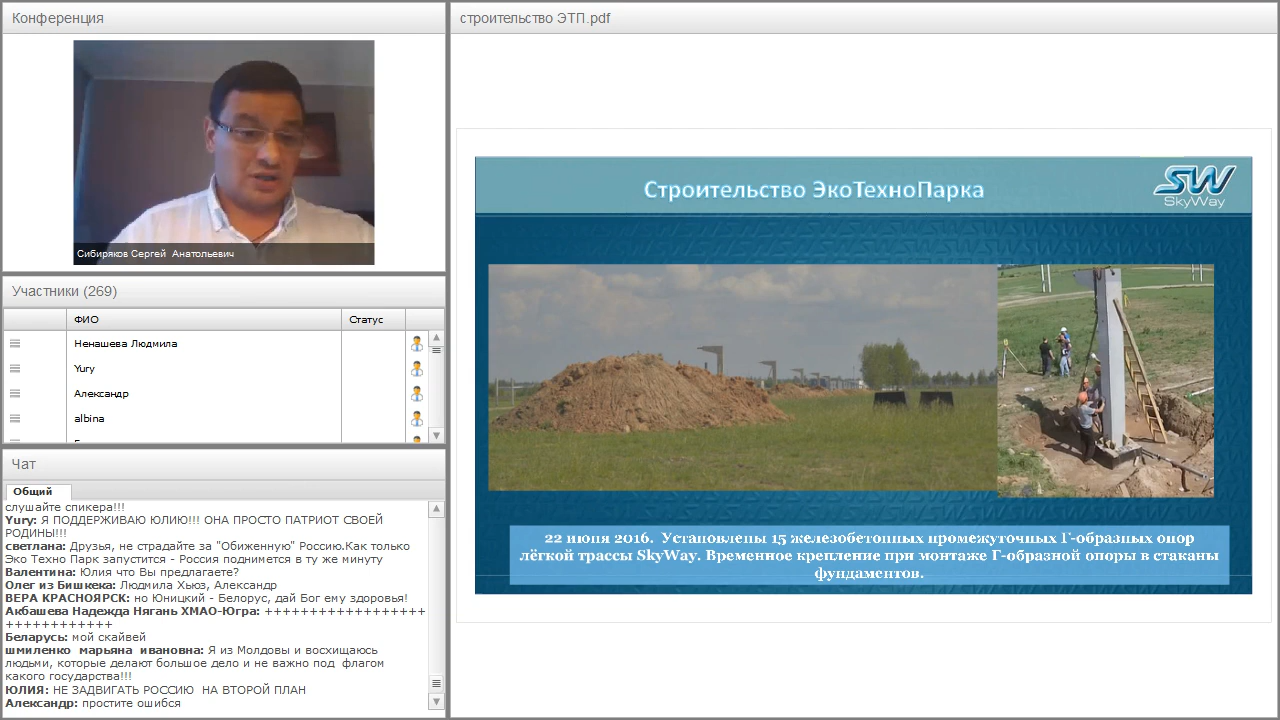 Конференция
Сибиряков Сергей Анатольевич
Участники (269)
ФИО
Статус
Ненашева Людмила
Yury
Александр
albina
Чат
Общий
слушайте спикера!!!
Yury: Я ПОДДЕРЖИВАЮ ЮЛИЮ!!! ОНА ПРОСТО ПАТРИОТ СВОЕЙ
РОДИНЫ!!!
светлана: Друзья, не страдайте за "Обиженную" Россию.Как только
Эко Техно Парк запустится - Россия поднимется в ту же минуту
Валентина: Юлия что Вы предлагаете?
Олег из Бишкека: Людмила Хьюз, Александр
ВЕРА КРАСНОЯРСК: но Юницкий - Белорус, дай Бог ему здоровья!
Акбашева Надежда Нягань ХМАО-Югра: ++++++++++++++++++
++++++++++++
Беларусь: мой скайвей
шмиленко марьяна ивановна: Я из Молдовы и восхищаюсь
людьми, которые делают большое дело и не важно под флагом
какого государства!!!
ЮЛИЯ: НЕ ЗАДВИГАТЬ РОССИЮ НА ВТОРОЙ ПЛАН
Александр: простите ошибся
строительство ЭТП.pdf
Строительство ЭкоТехноПарка
SW
SkyWay
22 июня 2016. Установлены 15 железобетонных промежуточных Г-образных опор
лёгкой трассы SkyWay. Временное крепление при монтаже Г-образной опоры в стаканы
фундаментов.